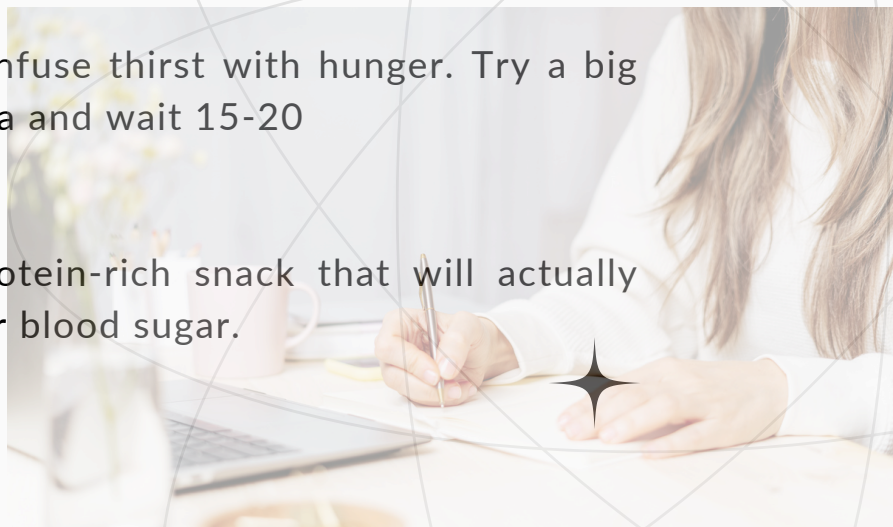 nfuse thirst with hunger. Try a big
a and wait 15-20
otein-rich snack that will actually
r blood sugar.